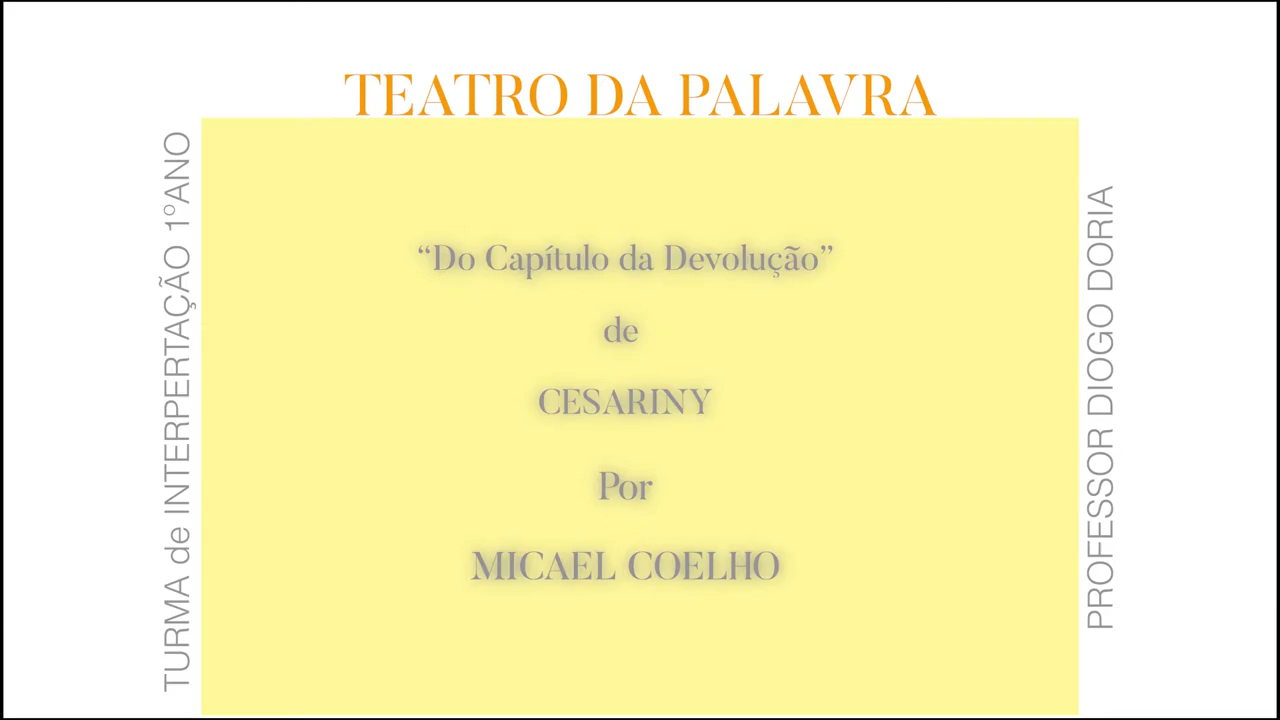 TEATRO DA PALAVRA
TURMA de INTERPERTAÇÃO 1ºANO
“Do Capítulo da Devolução”
de
CESARINY
Por
MICAEL COELHO
PROFESSOR DIOGO DORIA